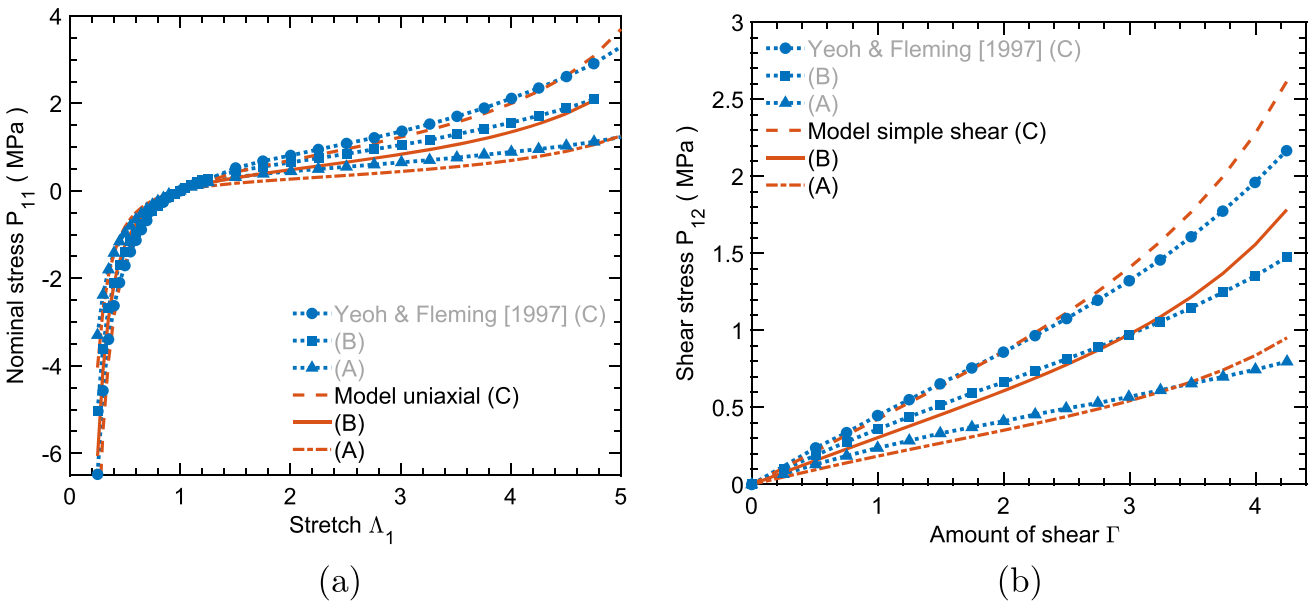 4
2
0
-2
-4
-6
0
1
2
3
4
5
Nominal stress P11 ( MPa )
Stretch Λ1
Yeoh & Fleming [1997] (C)
(B)
(A)
Model uniaxial (C)
(B)
(A)
(a)
3
2.5
2
1.5
1
0.5
0
0
1
2
3
4
Shear stress P12 ( MPa )
Amount of shear Γ
Yeoh & Fleming [1997] (C)
(B)
(A)
Model simple shear (C)
(B)
(A)
(b)